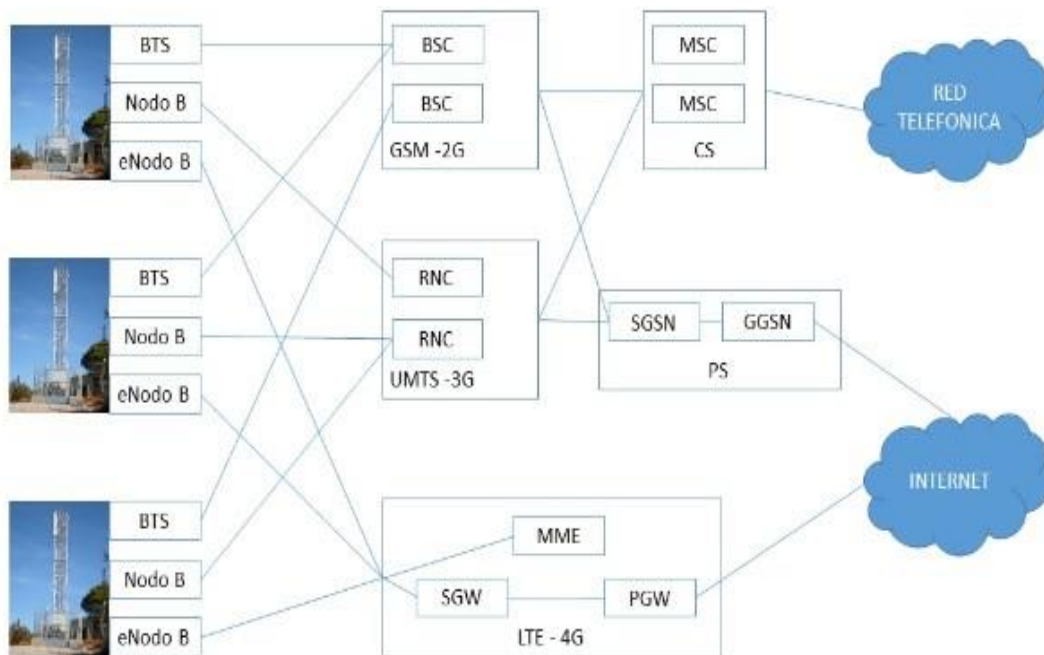 BTS
Nodo B
eNodo B
BSC
BSC
GSM -2G
MSC
MSC
CS
RED
TELEFONICA
BTS
Nodo B
eNodo B
RNC
RNC
UMTS -3G
SGSN
GGSN
PS
INTERNET
BTS
Nodo B
eNodo B
MME
SGW
PGW
LTE - 4G